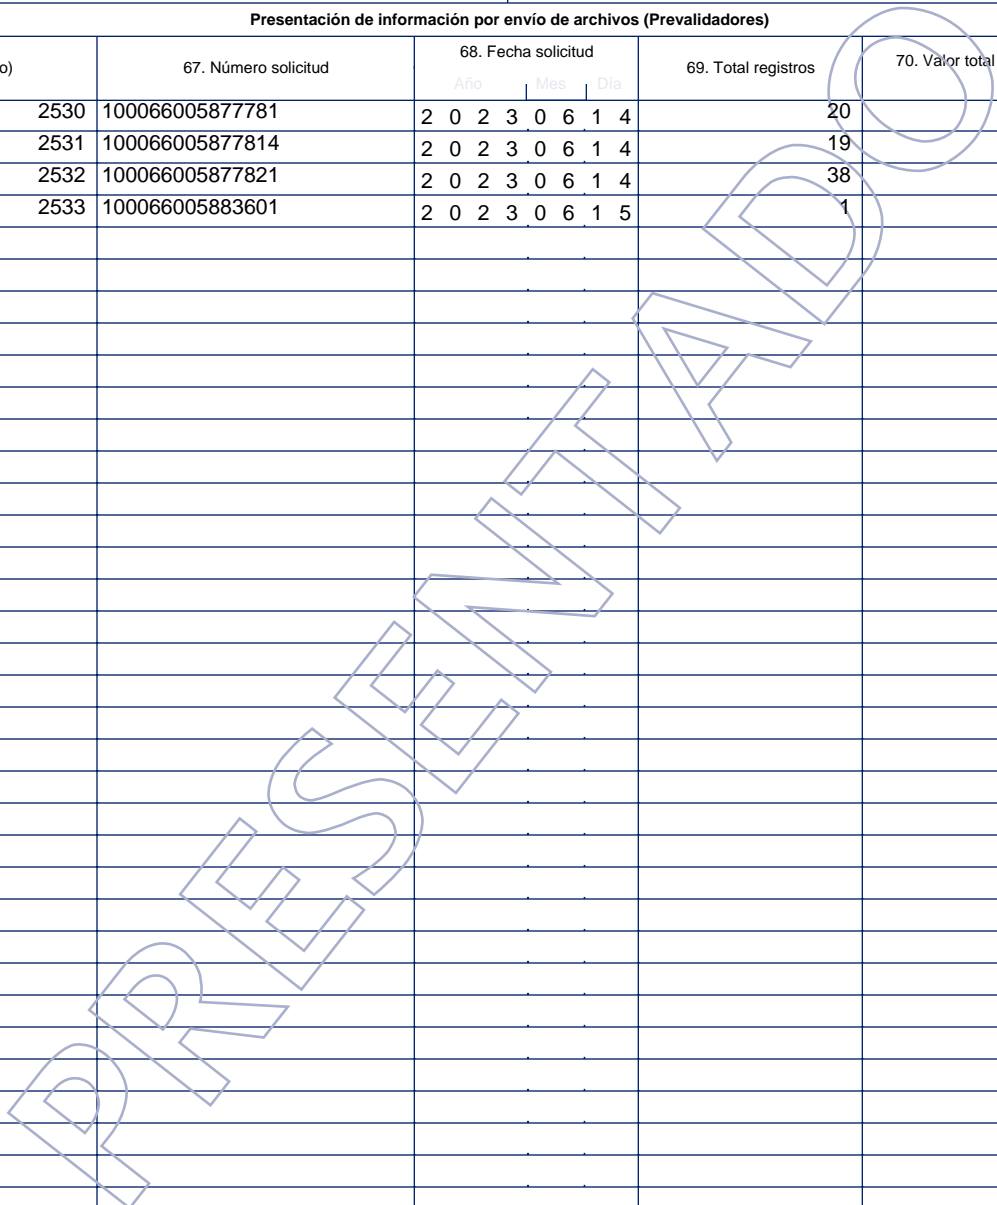 Presentación de información por envío de archivos (Prevalidadores)
o) 67. Número solicitud 68. Fecha solicitud 69. Total registros 70. Valor total
Año Mes Día
2530 100066005877781 2 0 2 3 0 6 1 4 20
2531 100066005877814 2 0 2 3 0 6 1 4 19
2532 100066005877821 2 0 2 3 0 6 1 4 38
2533 100066005883601 2 0 2 3 0 6 1 5 1
PRESENTADO